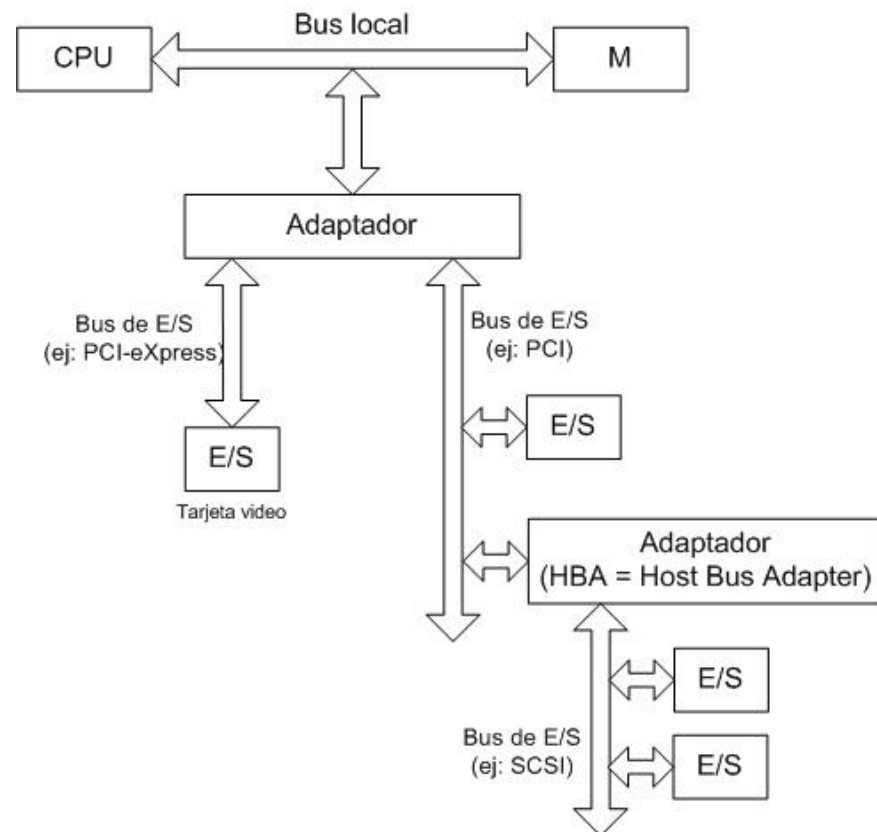 Bus local
CPU
M
Adaptador
Bus de E/S
(ej: PCI-eXpress)
Bus de E/S
(ej: PCI)
E/S
E/S
Tarjeta video
Adaptador
(HBA = Host Bus Adapter)
E/S
Bus de E/S
(ej: SCSI)
E/S